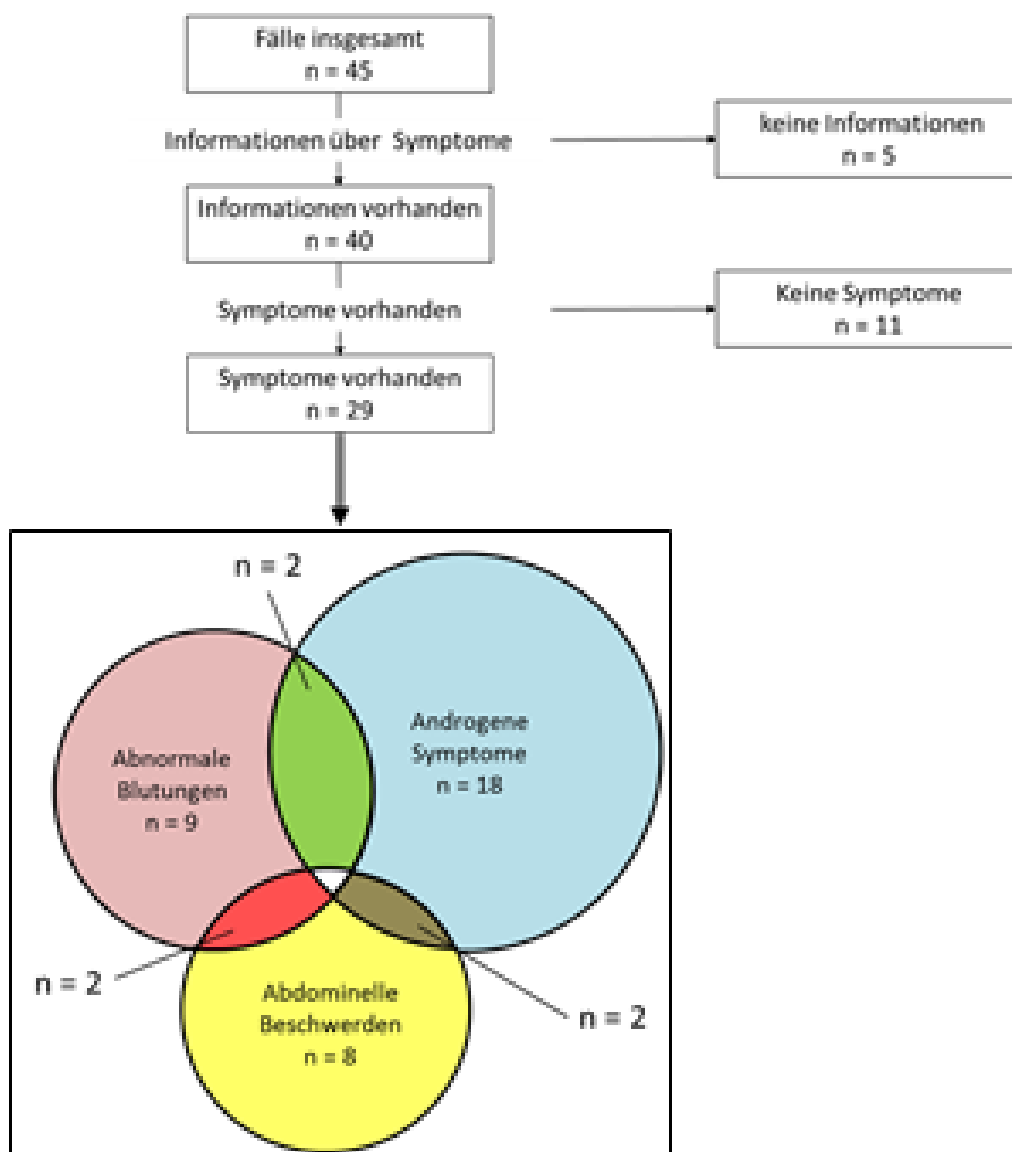 Fälle insgesamt
n = 45
Informationen über Symptome
keine Informationen
n = 5
Informationen vorhanden
n = 40
Symptome vorhanden
Keine Symptome
n = 11
Symptome vorhanden
n = 29
n = 2
Androgene
Symptome
n = 18
Abnormale
Blutungen
n = 9
n = 2
Abdominelle
Beschwerden
n = 8
n = 2